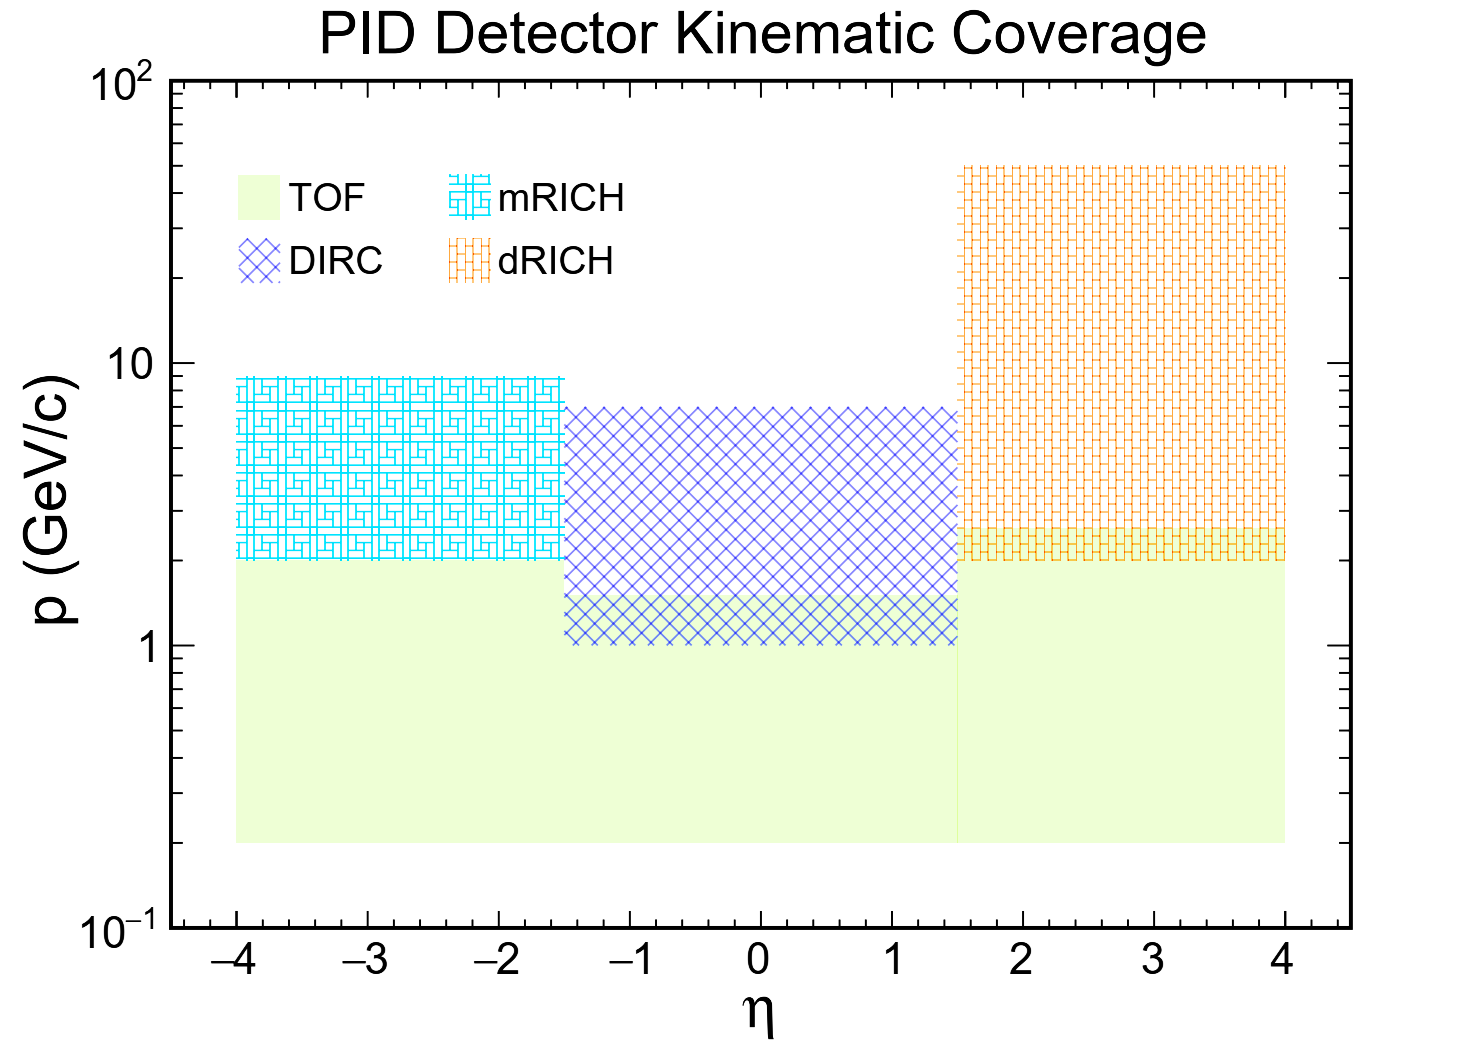 PID Detector Kinematic Coverage
10²
TOF mRICH
DIRC dRICH
10
p (GeV/c)
1
10⁻¹
−4 −3 −2 −1 0 1 2 3 4
η